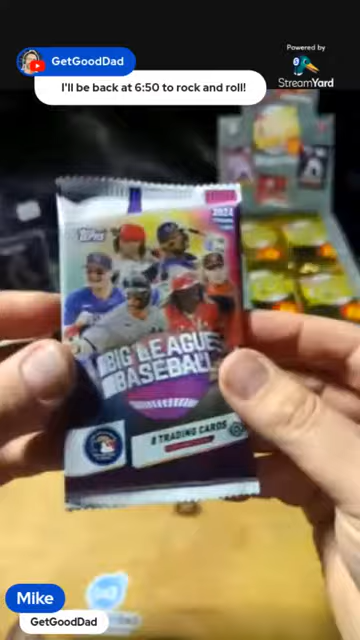 GetGoodDad
Powered by
StreamYard
I'll be back at 6:50 to rock and roll!
topps
2024
BIG LEAGUE
BASEBALL
8 TRADING CARDS
Mike
GetGoodDad